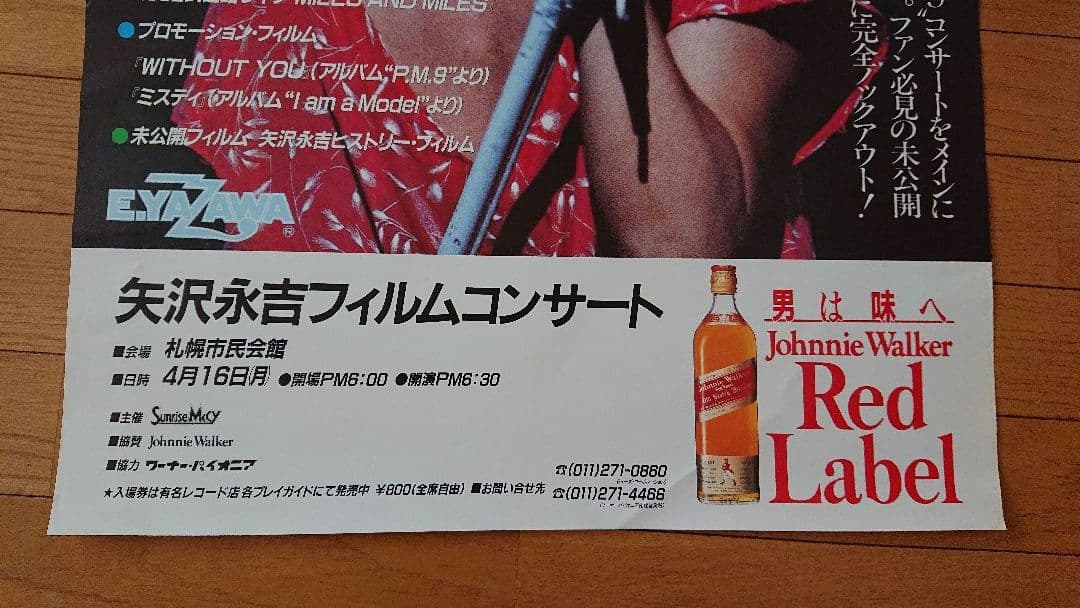 MILES AND MILES
●プロモーション・フィルム
『WITHOUT YOU』(アルバム“P.M.9”より)
『ミスティ』(アルバム“I am a Model”より)
●未公開フィルム 矢沢永吉ヒストリー・フィルム
コンサートをメインに
。”ファン必見の未公開
に完全ノックアウト!
E.YAZAWA®
矢沢永吉フィルムコンサート
■会場 札幌市民会館
■日時 4月16日(月) ●開場PM6:00 ●開演PM6:30
■主催 Sunrise McCy
■協賛 Johnnie Walker
■協力 ワーナー・パイオニア
★入場券は有名レコード店各プレイガイドにて発売中 ¥800(全席自由) ■お問い合せ先
☎(011)271-0860
☎(011)271-4466
男は味へ
Johnnie Walker
Red
Label
Johnnie Walker